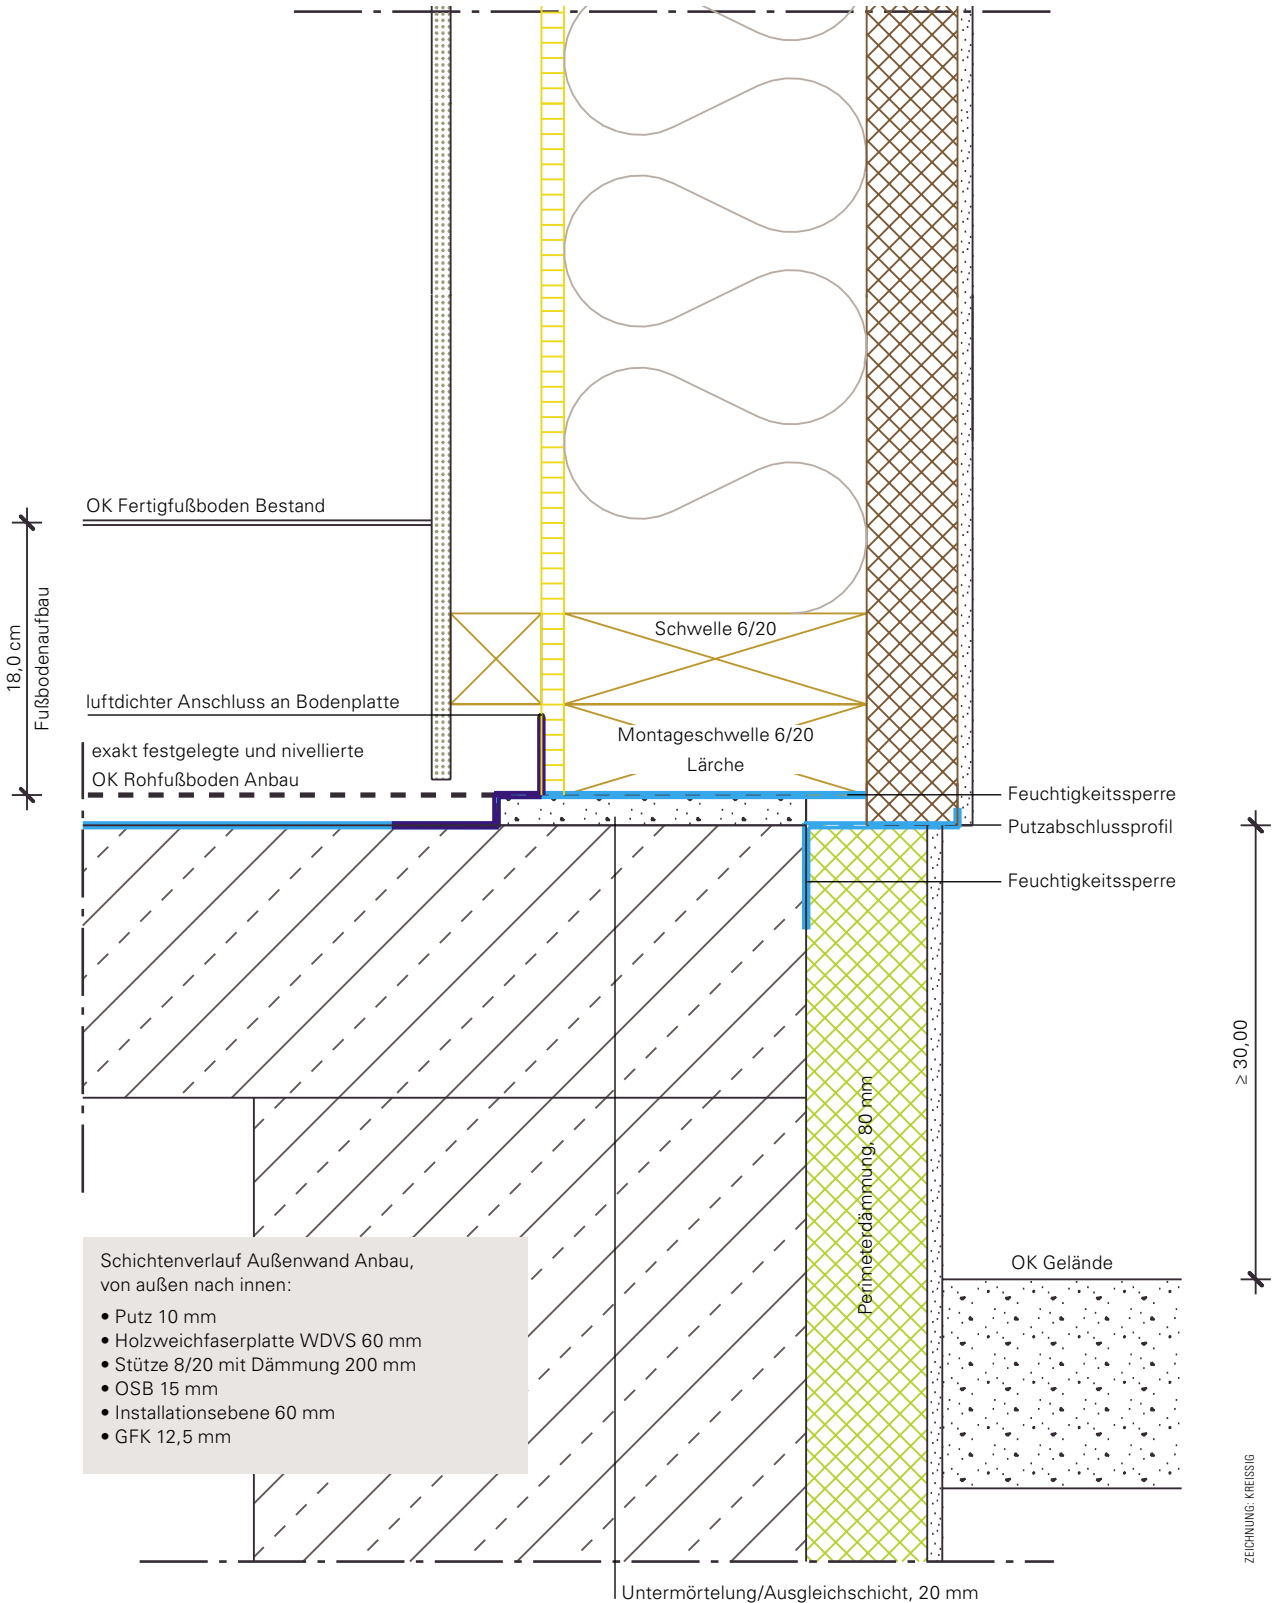 OK Fertigfußboden Bestand
18,0 cm
Fußbodenaufbau
Schwelle 6/20
luftdichter Anschluss an Bodenplatte
Montageschwelle 6/20
Lärche
exakt festgelegte und nivellierte
OK Rohfußboden Anbau
Feuchtigkeitssperre
Putzabschlussprofil
Feuchtigkeitssperre
≥ 30,00
Perimeterdämmung, 80 mm
OK Gelände
Schichtenverlauf Außenwand Anbau,
von außen nach innen:
• Putz 10 mm
• Holzweichfaserplatte WDVS 60 mm
• Stütze 8/20 mit Dämmung 200 mm
• OSB 15 mm
• Installationsebene 60 mm
• GFK 12,5 mm
ZEICHNUNG: KREISSIG
Untermörtelung/Ausgleichschicht, 20 mm